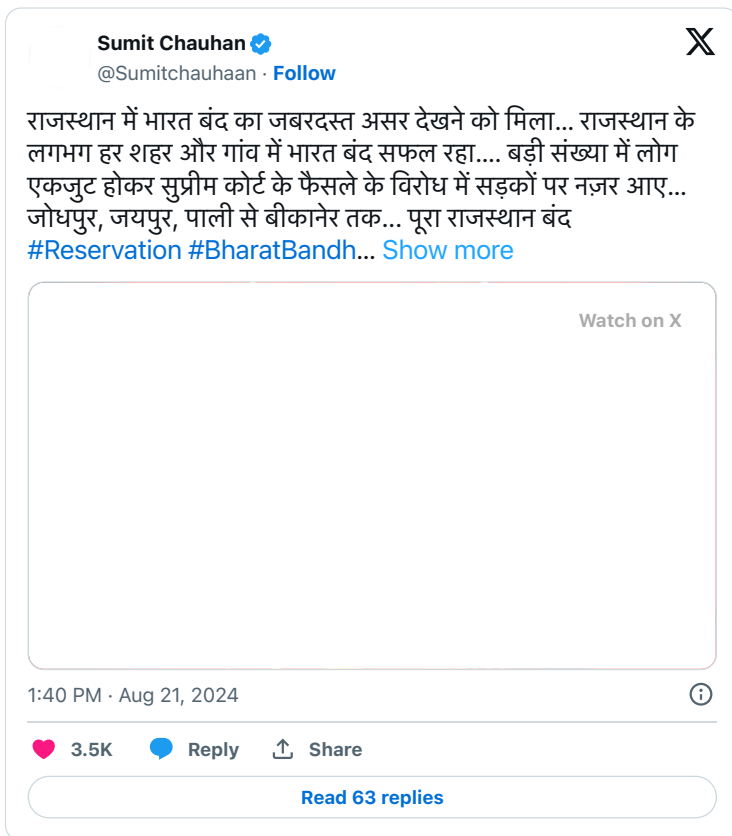 Sumit Chauhan
@Sumitchauhaan · Follow
राजस्थान में भारत बंद का जबरदस्त असर देखने को मिला... राजस्थान के
लगभग हर शहर और गांव में भारत बंद सफल रहा.... बड़ी संख्या में लोग
एकजुट होकर सुप्रीम कोर्ट के फैसले के विरोध में सड़कों पर नज़र आए...
जोधपुर, जयपुर, पाली से बीकानेर तक... पूरा राजस्थान बंद
#Reservation #BharatBandh... Show more
Watch on X
1:40 PM · Aug 21, 2024
3.5K Reply Share
Read 63 replies